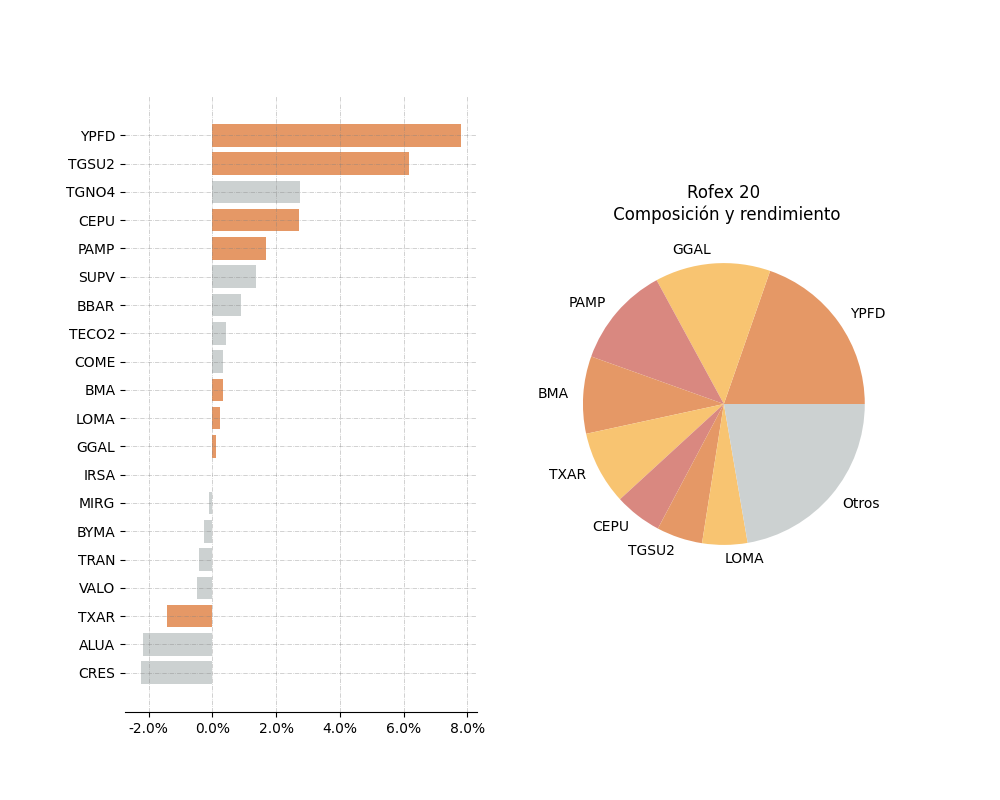 YPFD
TGSU2
TGNO4
CEPU
PAMP
SUPV
BBAR
TECO2
COME
BMA
LOMA
GGAL
IRSA
MIRG
BYMA
TRAN
VALO
TXAR
ALUA
CRES
-2.0% 0.0% 2.0% 4.0% 6.0% 8.0%
Rofex 20
Composición y rendimiento
GGAL
YPFD
PAMP
BMA
TXAR
Otros
CEPU
TGSU2
LOMA